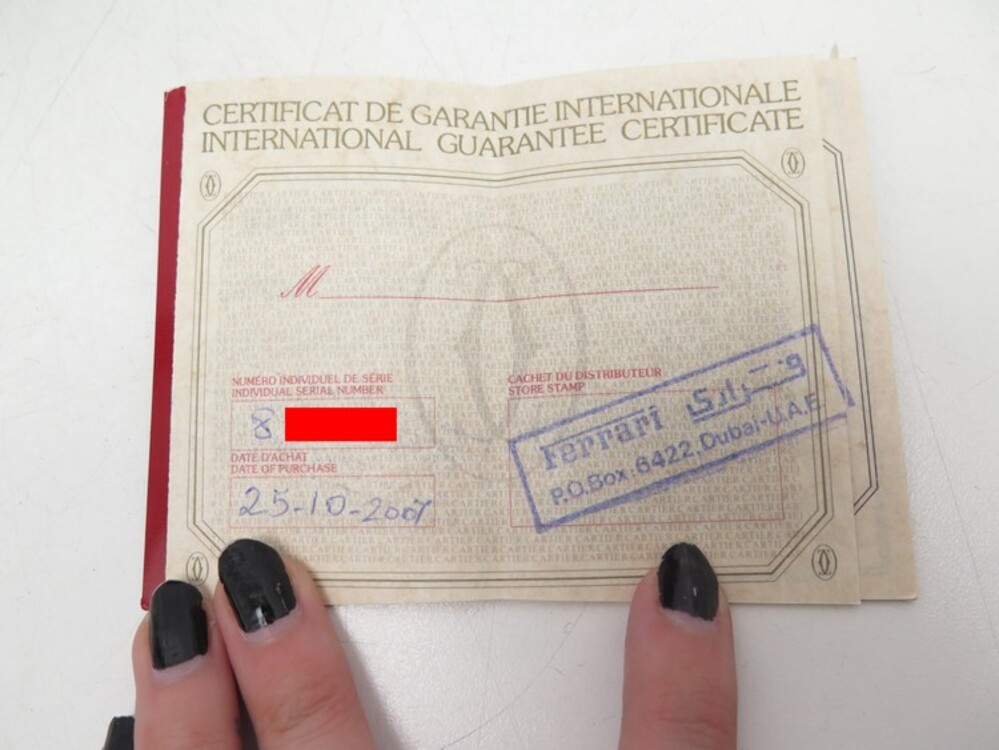 CERTIFICAT DE GARANTIE INTERNATIONALE
INTERNATIONAL GUARANTEE CERTIFICATE
M
NUMÉRO INDIVIDUEL DE SÉRIE
INDIVIDUAL SERIAL NUMBER
8
DATE D'ACHAT
DATE OF PURCHASE
25-10-2007
CACHET DU DISTRIBUTEUR
STORE STAMP
Ferrari
P.O.Box:6422,Dubai-U.A.E